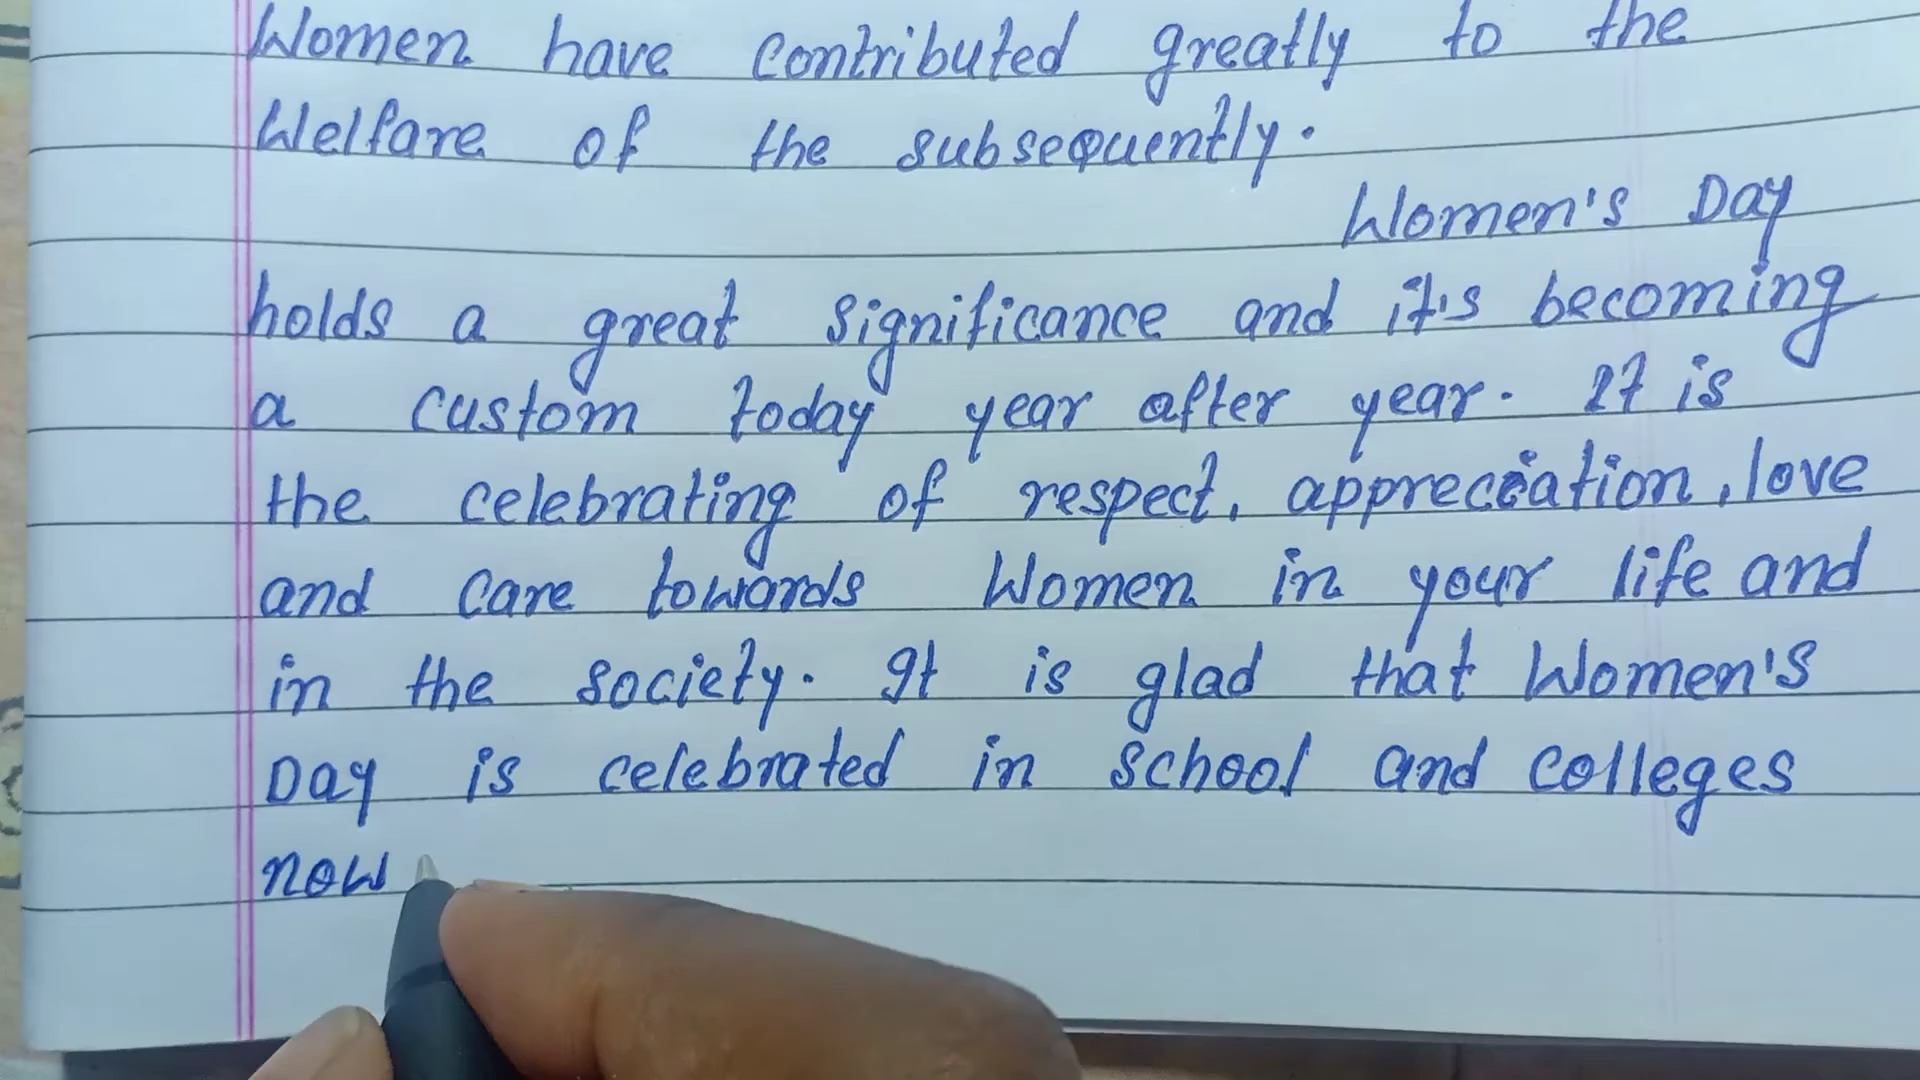 Women have contributed greatly to the
Welfare of the subsequently.
Women's Day
holds a great significance and it's becoming
a custom today year after year. It is
the celebrating of respect, appreciation, love
and care towards Women in your life and
in the society. It is glad that Women's
Day is celebrated in school and colleges
now